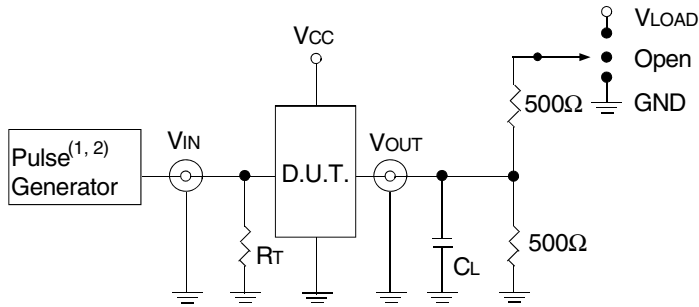 VLOAD
VCC
Open
500Ω
GND
VIN
VOUT
Pulse(1, 2)
Generator
D.U.T.
RT
CL
500Ω